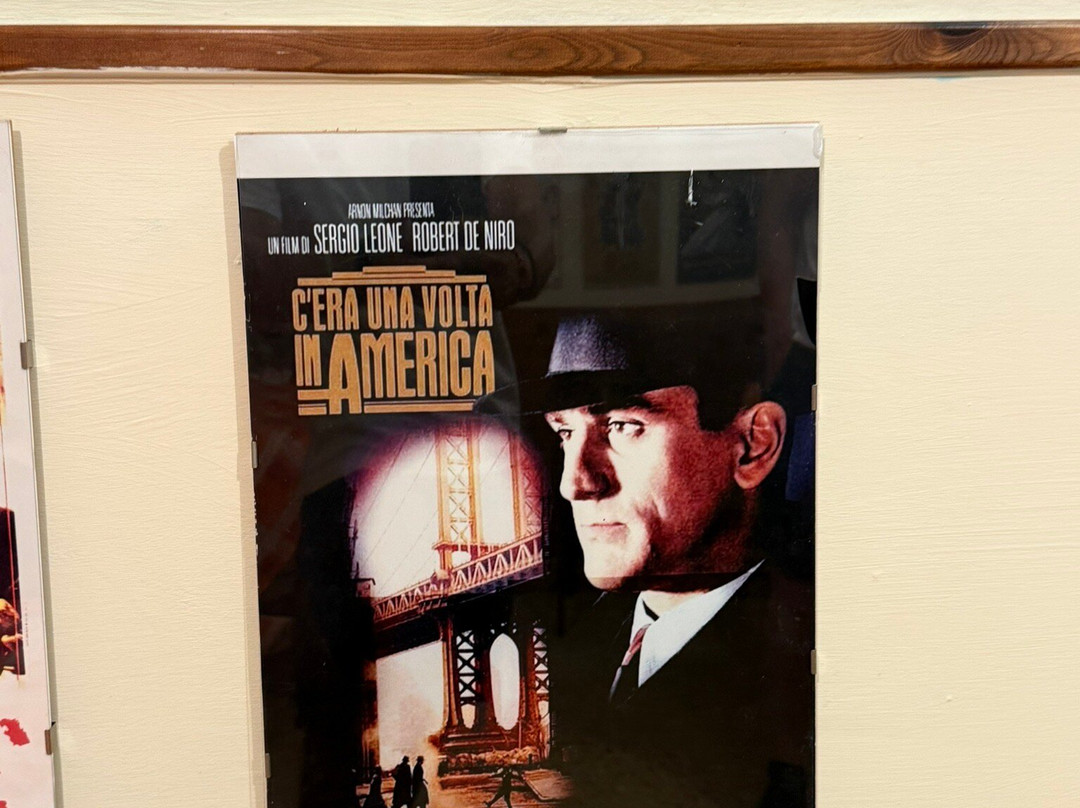 ARNON MILCHAN PRESENTA
UN FILM DI SERGIO LEONE ROBERT DE NIRO
C'ERA UNA VOLTA
IN AMERICA